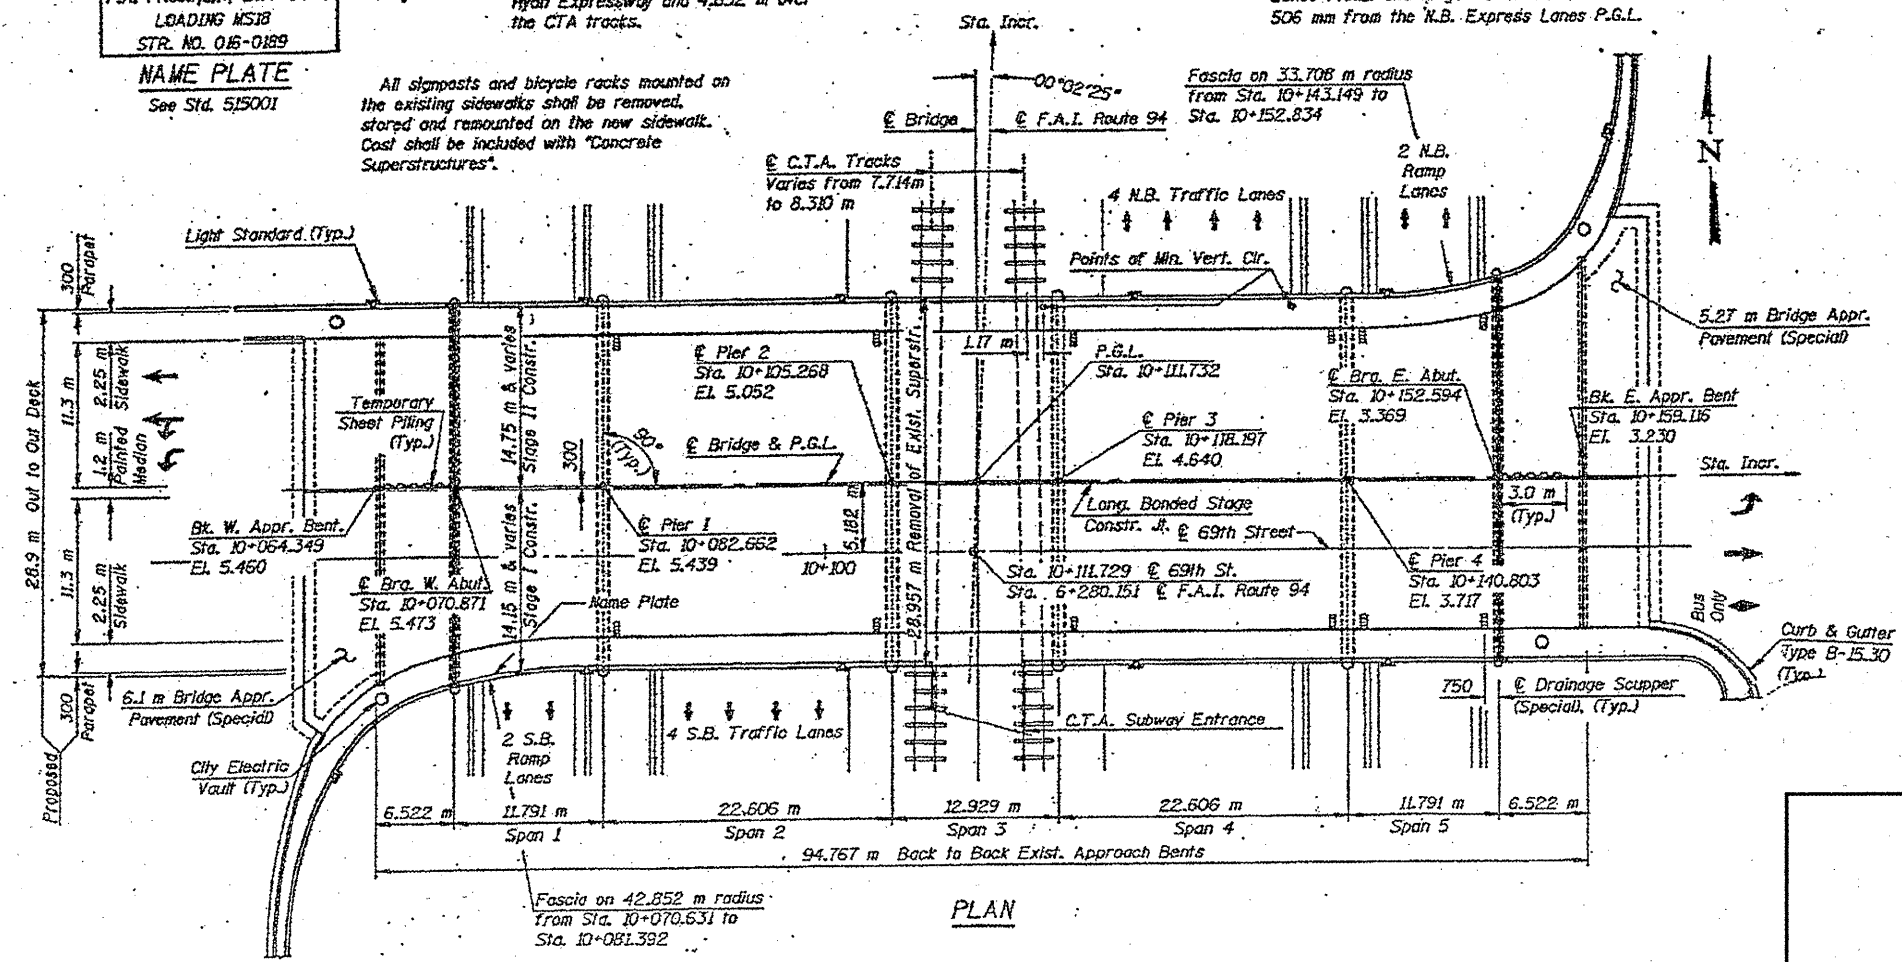 LOADING MS18
STR. NO. 016-0189
NAME PLATE
See Std. 515001
Expressway and 4.852 m over
the CTA tracks.
506 mm from the N.B. Express Lanes P.G.L.
All signposts and bicycle racks mounted on
the existing sidewalks shall be removed,
stored and remounted on the new sidewalk.
Cost shall be included with "Concrete
Superstructures".
Sta. Incr.
00°02'25"
℄ Bridge
℄ F.A.I. Route 94
Fascia on 33.708 m radius
from Sta. 10+143.149 to
Sta. 10+152.834
N
℄ C.T.A. Tracks
Varies from 7.714m
to 8.310 m
2 N.B.
Ramp
Lanes
4 N.B. Traffic Lanes
Light Standard (Typ.)
Points of Min. Vert. Clr.
5.27 m Bridge Appr.
Pavement (Special)
300
Parapet
28.9 m Out to Out Deck
11.3 m
2.25 m
Sidewalk
1.2 m
Painted
Median
11.3 m
2.25 m
Sidewalk
300
Parapet
Proposed
Temporary
Sheet Piling
(Typ.)
14.75 m & varies
Stage II Constr.
14.15 m & varies
Stage I Constr.
300
90°
(Typ.)
℄ Bridge & P.G.L.
℄ Pier 2
Sta. 10+105.268
El. 5.052
28.957 m Removal of Exist. Superstr.
1.17 m
P.G.L.
Sta. 10+111.732
℄ Pier 3
Sta. 10+118.197
El. 4.640
℄ Brg. E. Abut.
Sta. 10+152.594
El. 3.369
Bk. E. Appr. Bent
Sta. 10+159.116
El. 3.230
Sta. Incr.
3.0 m
(Typ.)
Long. Bonded Stage
Constr. Jt.
℄ 69th Street
Bk. W. Appr. Bent.
Sta. 10+064.349
El. 5.460
℄ Brg. W. Abut.
Sta. 10+070.871
El. 5.473
℄ Pier 1
Sta. 10+082.662
El. 5.439
10+100
5.182 m
Sta. 10+111.729 ℄ 69th St.
Sta. 6+280.151 ℄ F.A.I. Route 94
℄ Pier 4
Sta. 10+140.803
El. 3.717
Name Plate
Bus
Only
Curb & Gutter
Type B-15.30
(Typ.)
6.1 m Bridge Appr.
Pavement (Special)
750
℄ Drainage Scupper
(Special), (Typ.)
C.T.A. Subway Entrance
2 S.B.
Ramp
Lanes
4 S.B. Traffic Lanes
City Electric
Vault (Typ.)
6.522 m
11.791 m
22.606 m
12.929 m
22.606 m
11.791 m
6.522 m
Span 1
Span 2
Span 3
Span 4
Span 5
94.767 m Back to Back Exist. Approach Bents
Fascia on 42.852 m radius
from Sta. 10+070.631 to
Sta. 10+081.392
PLAN